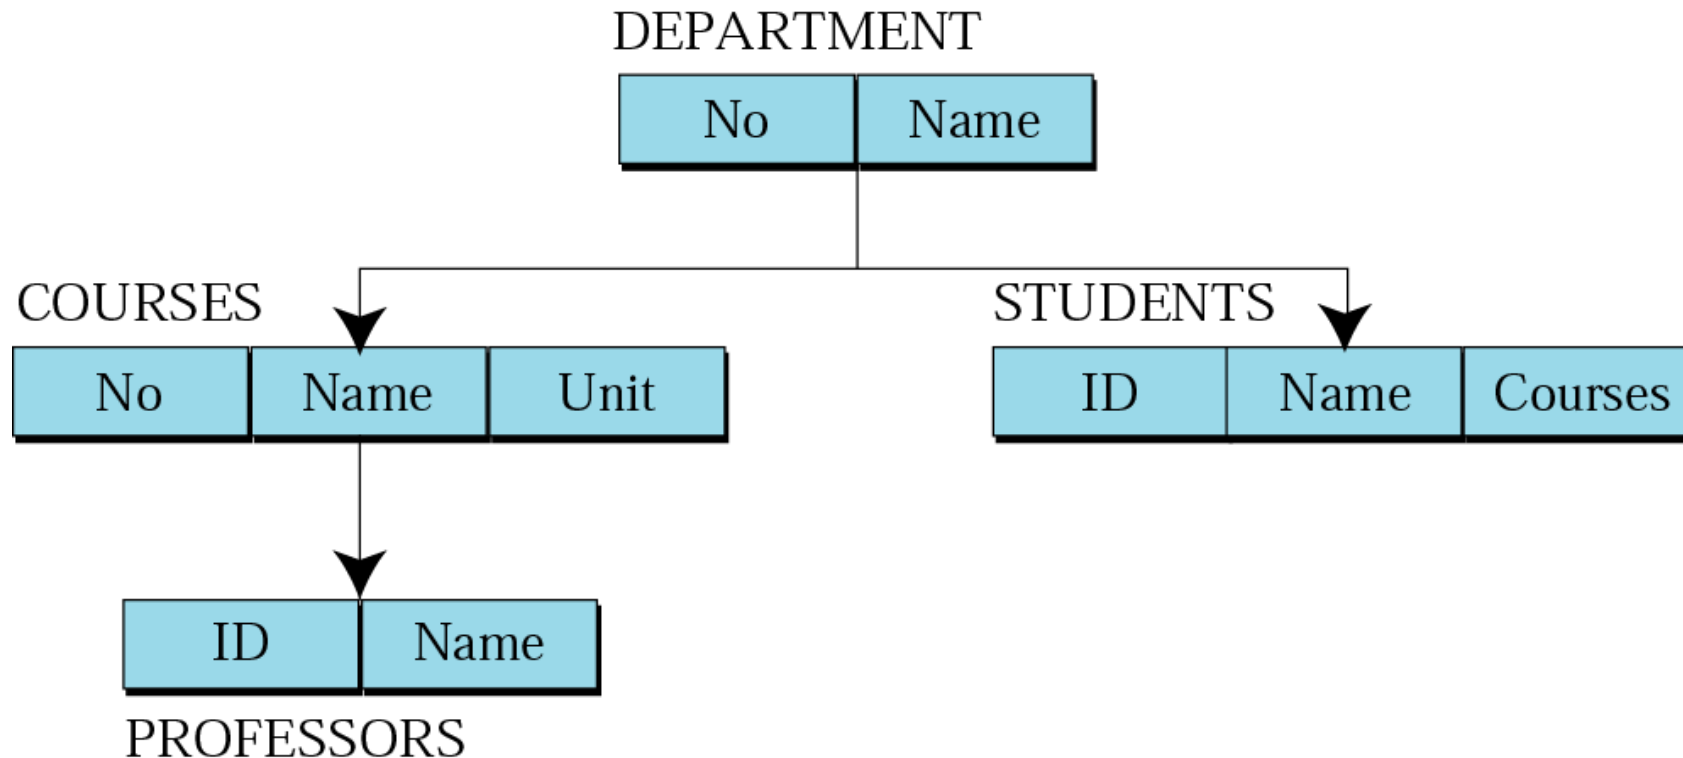 DEPARTMENT
No Name
COURSES
No Name Unit
STUDENTS
ID Name Courses
ID Name
PROFESSORS